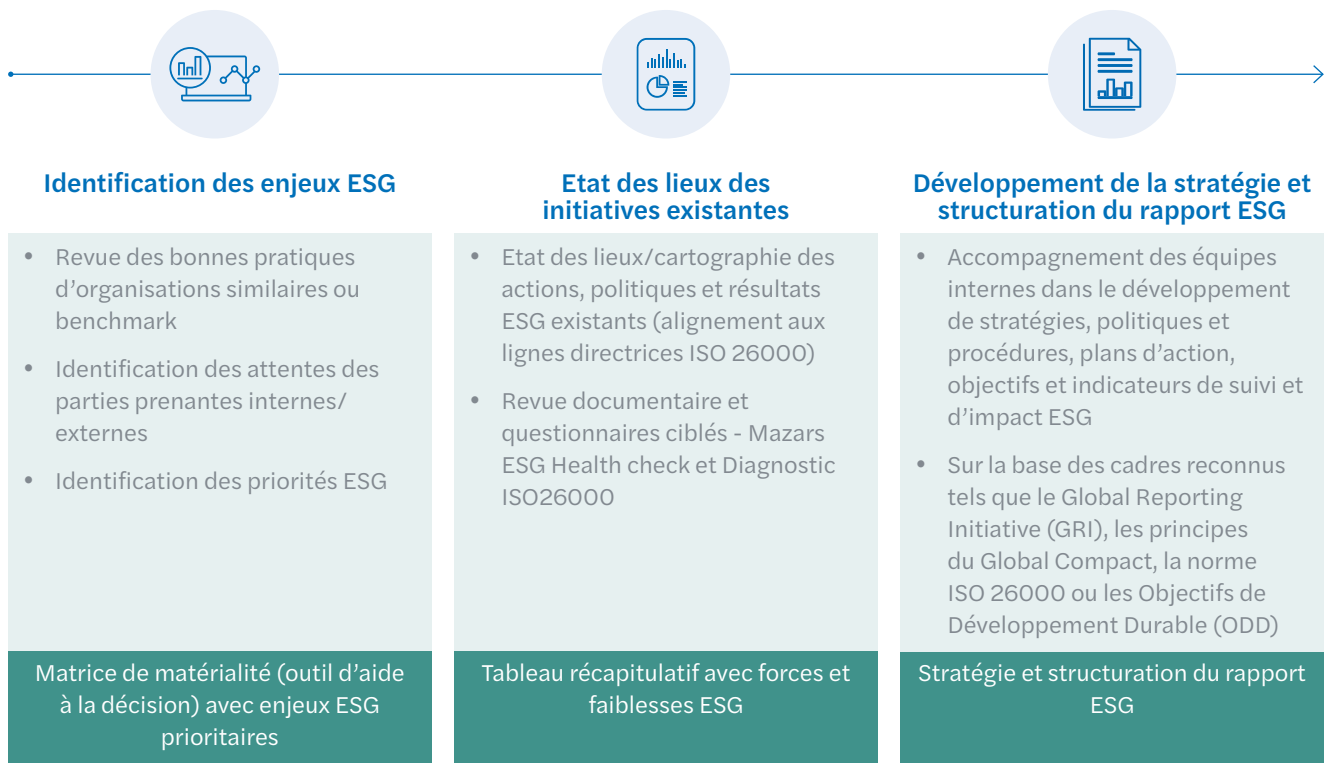 Identification des enjeux ESG
• Revue des bonnes pratiques
d’organisations similaires ou
benchmark
• Identification des attentes des
parties prenantes internes/
externes
• Identification des priorités ESG
Matrice de matérialité (outil d’aide
à la décision) avec enjeux ESG
prioritaires
Etat des lieux des
initiatives existantes
• Etat des lieux/cartographie des
actions, politiques et résultats
ESG existants (alignement aux
lignes directrices ISO 26000)
• Revue documentaire et
questionnaires ciblés - Mazars
ESG Health check et Diagnostic
ISO26000
Tableau récapitulatif avec forces et
faiblesses ESG
Développement de la stratégie et
structuration du rapport ESG
• Accompagnement des équipes
internes dans le développement
de stratégies, politiques et
procédures, plans d’action,
objectifs et indicateurs de suivi et
d’impact ESG
• Sur la base des cadres reconnus
tels que le Global Reporting
Initiative (GRI), les principes
du Global Compact, la norme
ISO 26000 ou les Objectifs de
Développement Durable (ODD)
Stratégie et structuration du rapport
ESG